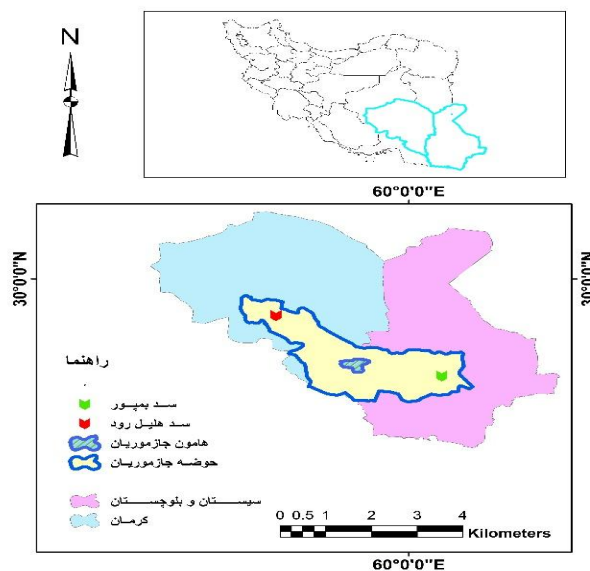 N
60°0'0"E
30°0'0"N
30°0'0"N
راهنما
سد بمپور
سد هلیل رود
هامون جازموریان
حوضه جازموریان
سیستان و بلوچستان
کرمان
0 0.5 1 2 3 4
Kilometers
60°0'0"E